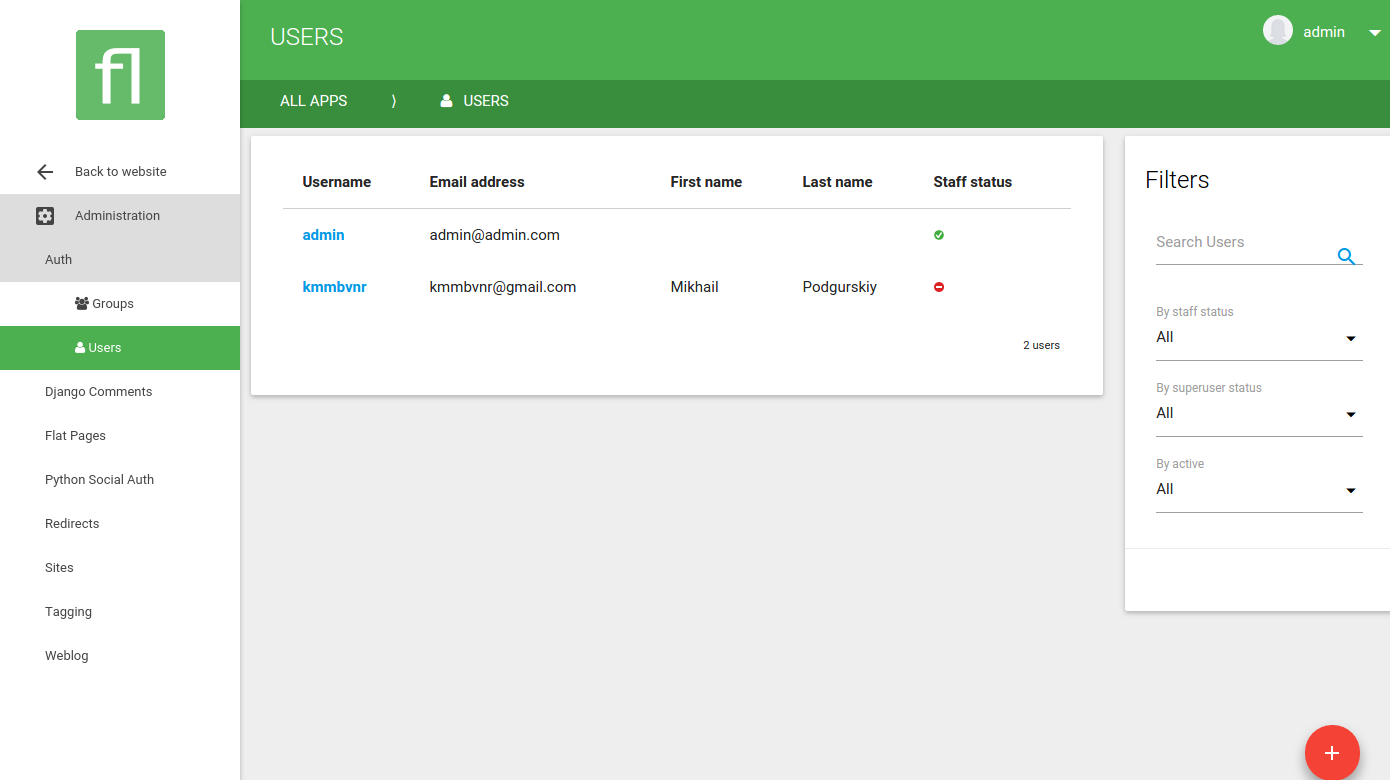 fl
Back to website
Administration
Auth
Groups
Users
Django Comments
Flat Pages
Python Social Auth
Redirects
Sites
Tagging
Weblog
USERS
admin
ALL APPS ⟩ USERS
Username Email address First name Last name Staff status
admin admin@admin.com
kmmbvnr kmmbvnr@gmail.com Mikhail Podgurskiy
2 users
Filters
Search Users
By staff status
All
By superuser status
All
By active
All
+